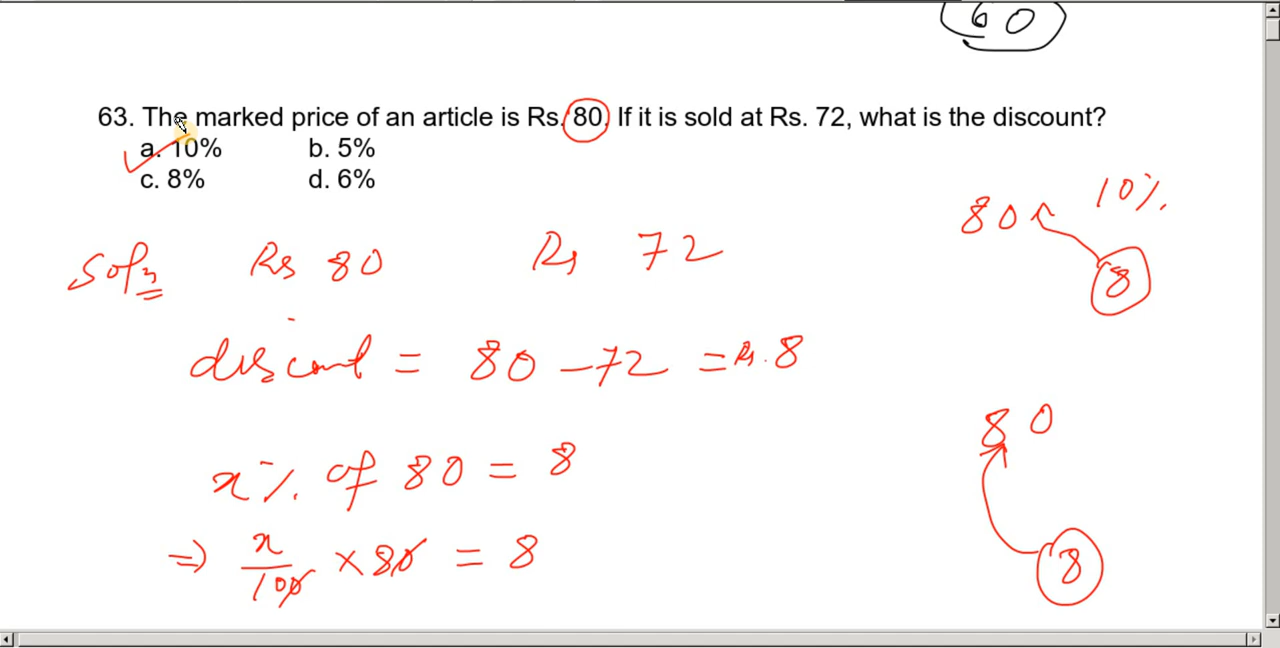 60
63. The marked price of an article is Rs. 80. If it is sold at Rs. 72, what is the discount?
a. 10% b. 5%
c. 8% d. 6%
Soln Rs 80 Rs 72
80 10%
8
discount = 80 - 72 = Rs. 8
80
x% of 80 = 8
⇒ x/100 × 80 = 8
8